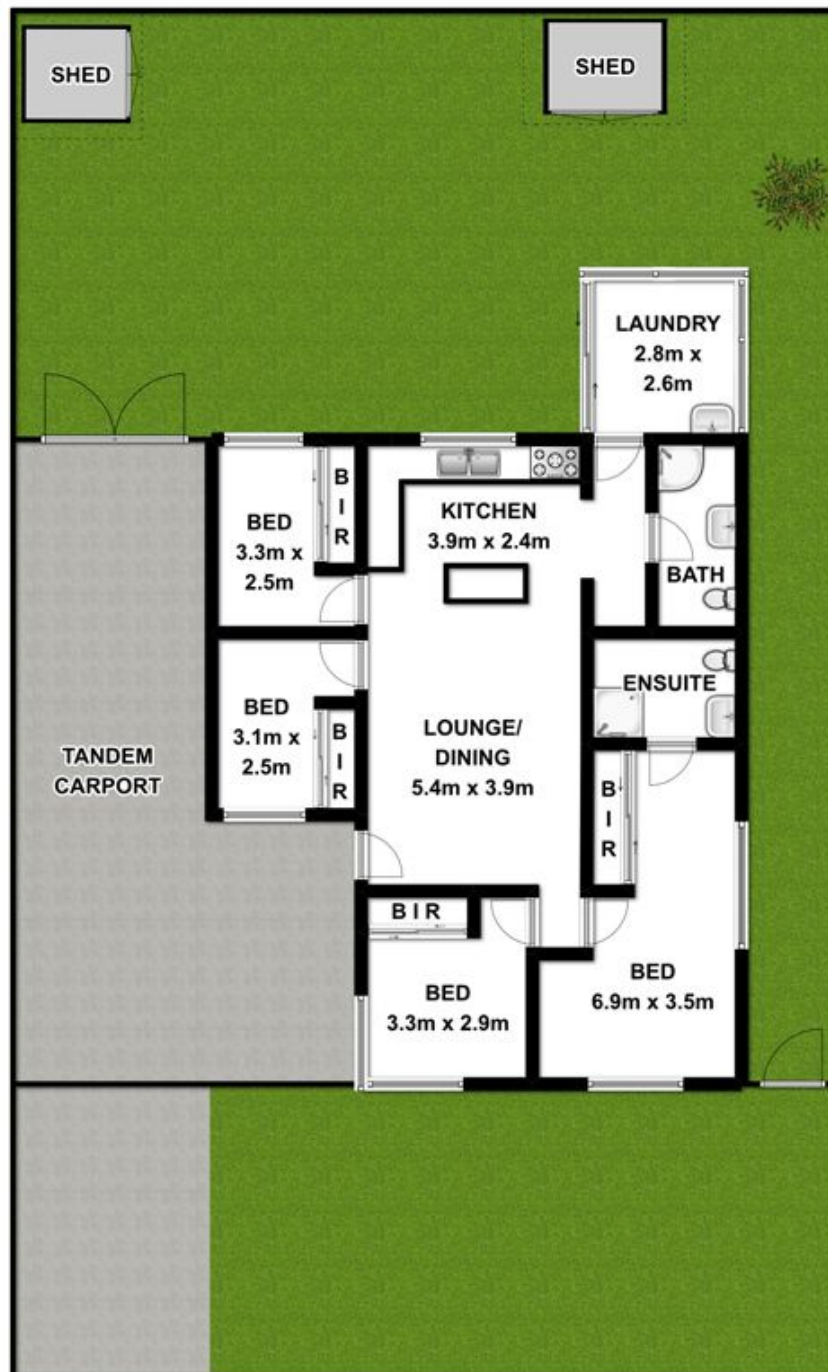 SHED
SHED
LAUNDRY
2.8m x
2.6m
BED
3.3m x
2.5m
B
I
R
KITCHEN
3.9m x 2.4m
BATH
BED
3.1m x
2.5m
B
I
R
LOUNGE/
DINING
5.4m x 3.9m
ENSUITE
TANDEM
CARPORT
B
I
R
B I R
BED
3.3m x 2.9m
BED
6.9m x 3.5m